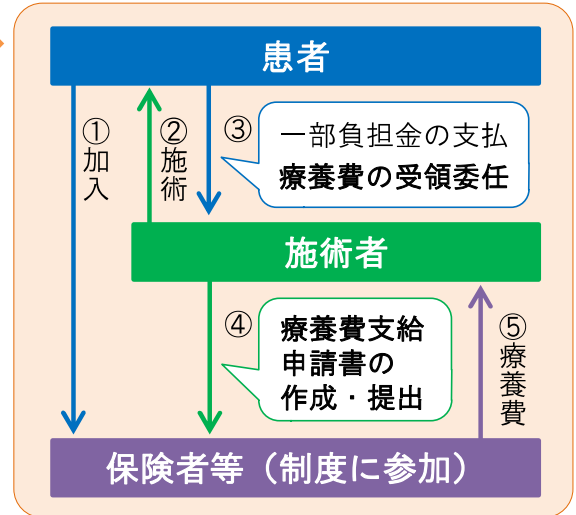 患者
①加入
②施術
③
一部負担金の支払
療養費の受領委任
施術者
④
療養費支給
申請書の
作成・提出
⑤療養費
保険者等（制度に参加）